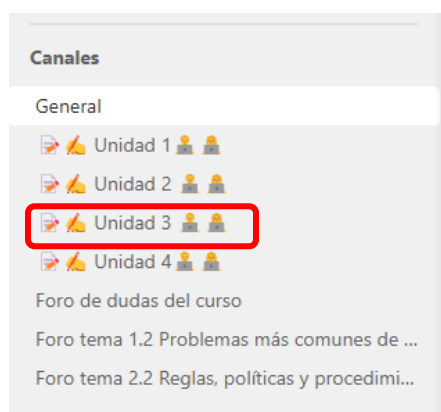 Canales
General
📝✍️ Unidad 1 👨‍💻 👩‍💻
📝✍️ Unidad 2 👨‍💻 👩‍💻
📝✍️ Unidad 3 👨‍💻 👩‍💻
📝✍️ Unidad 4 👨‍💻 👩‍💻
Foro de dudas del curso
Foro tema 1.2 Problemas más comunes de ...
Foro tema 2.2 Reglas, políticas y procedimi...